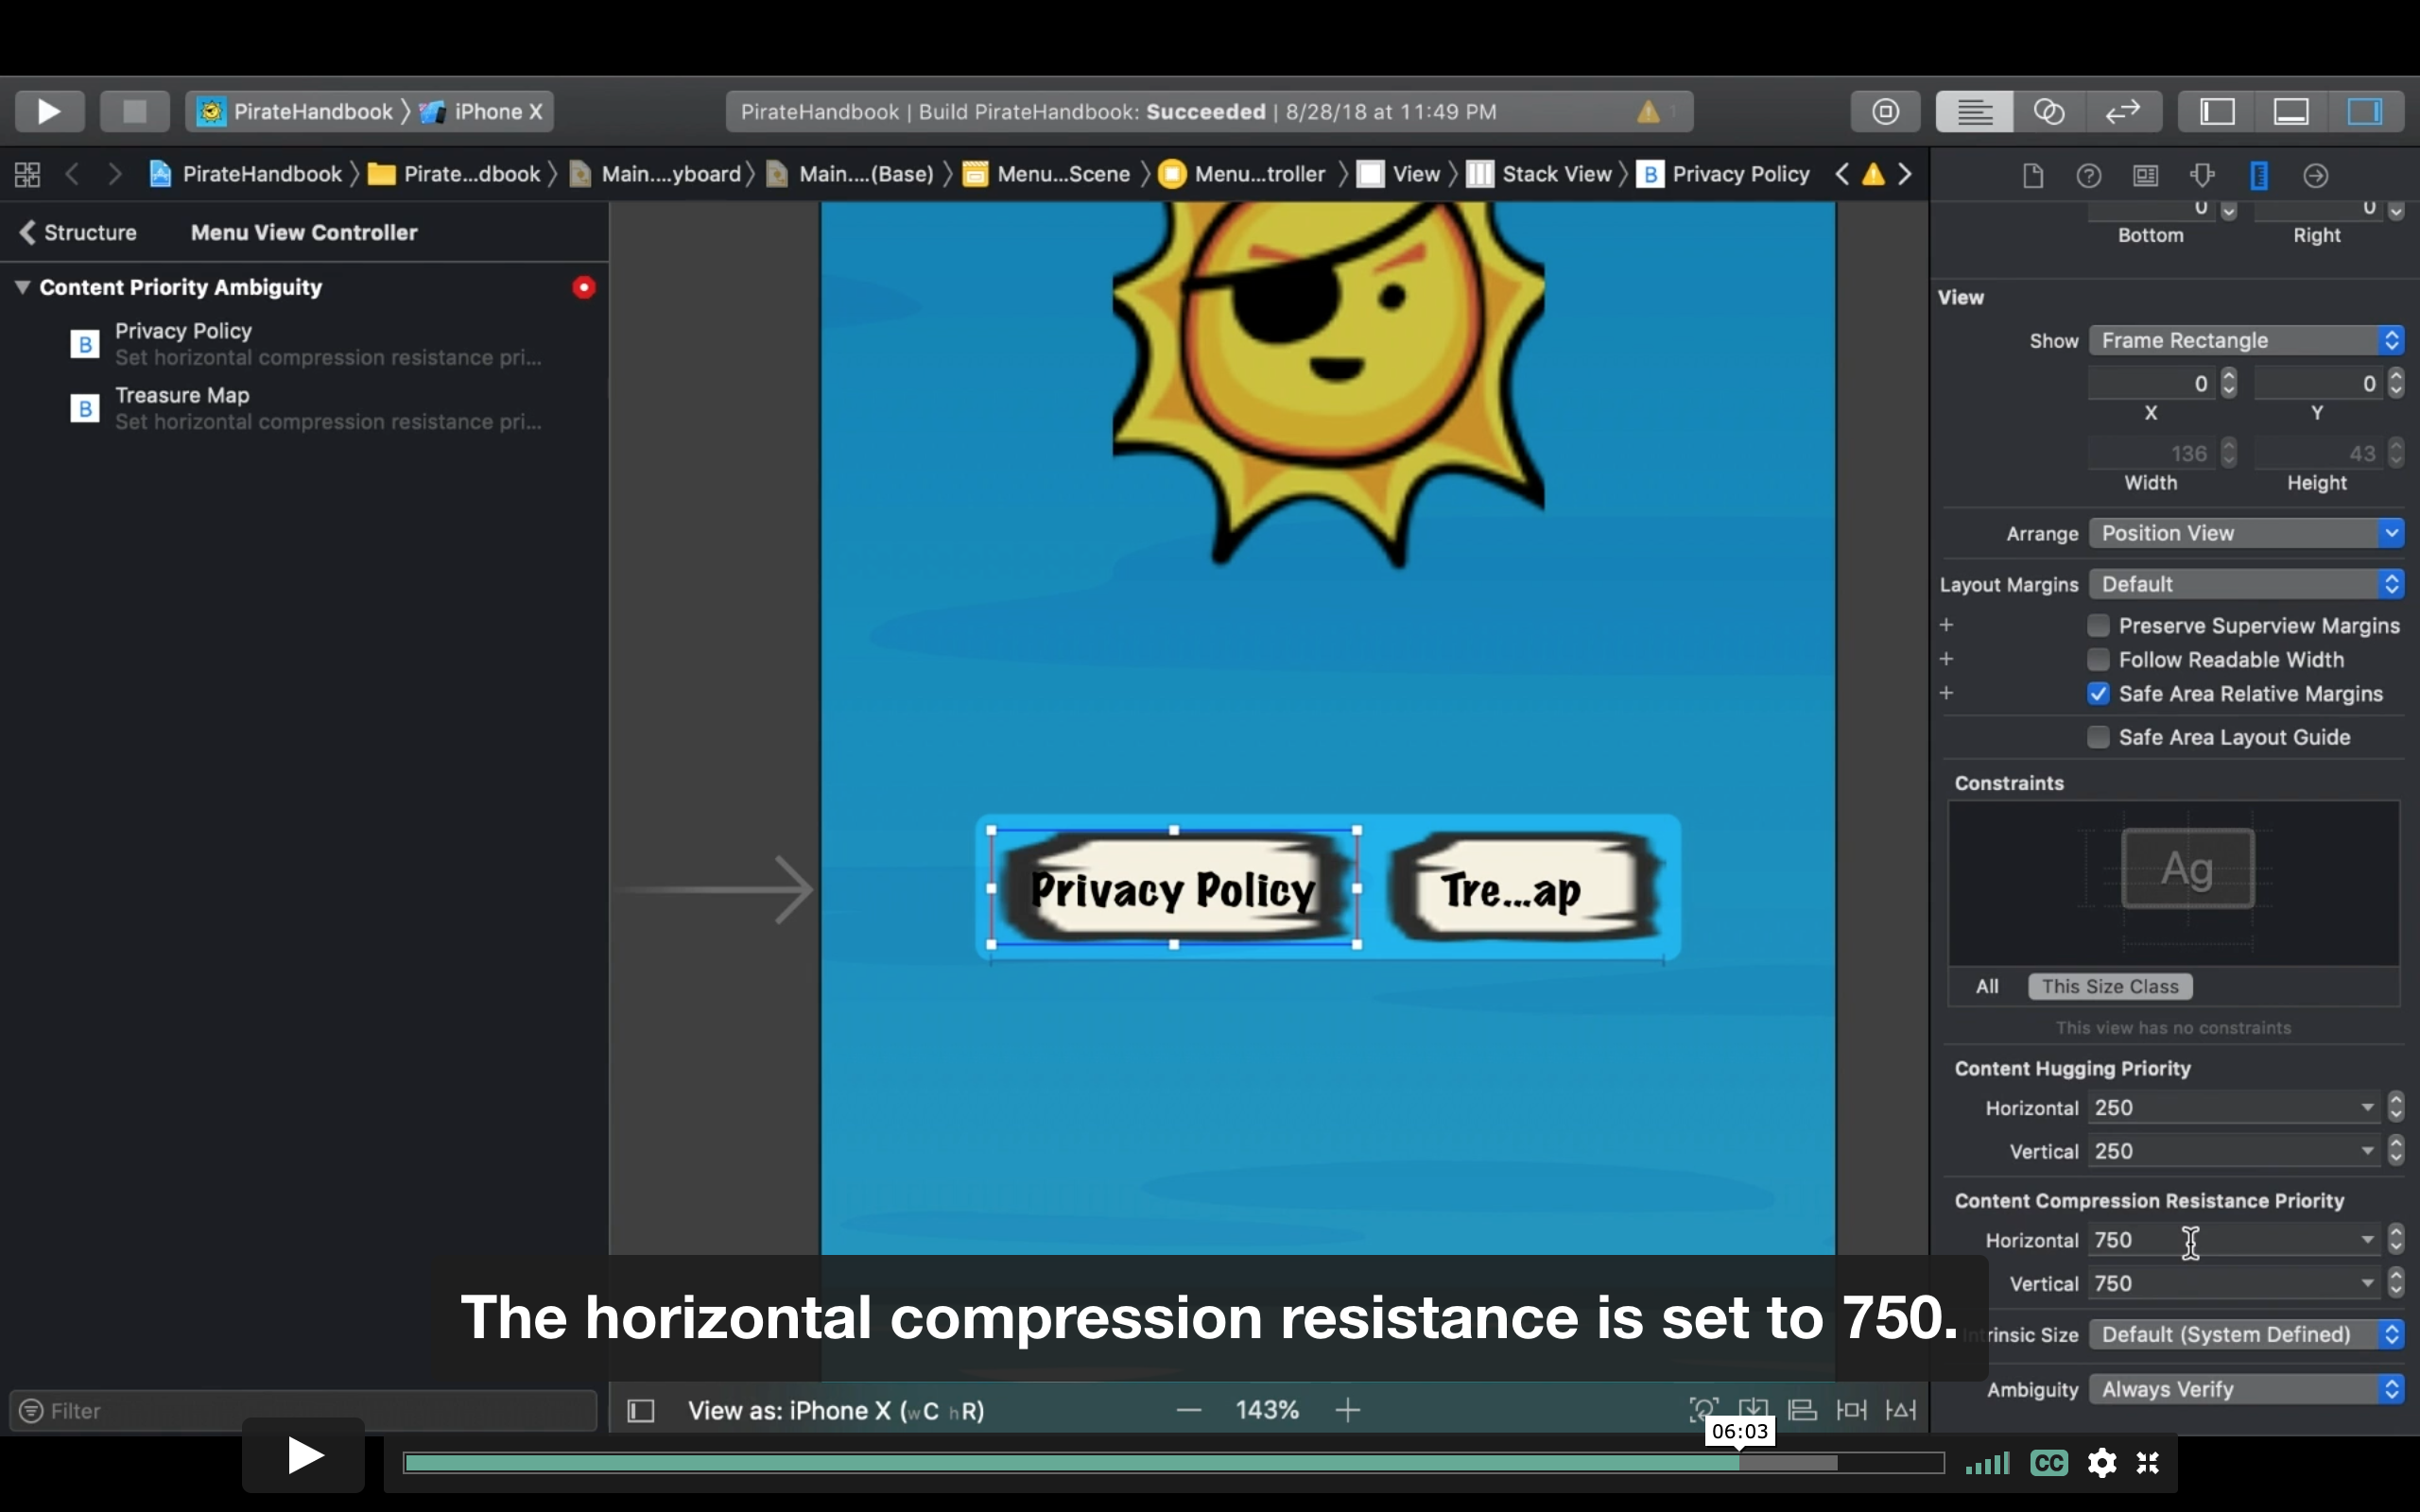 PirateHandbook 〉 iPhone X
PirateHandbook | Build PirateHandbook: Succeeded | 8/28/18 at 11:49 PM
1
PirateHandbook 〉 Pirate...dbook 〉 Main....yboard 〉 Main....(Base) 〉 Menu...Scene 〉 Menu...troller 〉 View 〉 Stack View 〉 B Privacy Policy
Structure
Menu View Controller
Content Priority Ambiguity
B Privacy Policy
Set horizontal compression resistance pri...
B Treasure Map
Set horizontal compression resistance pri...
Filter
Privacy Policy
Tre...ap
View as: iPhone X (wC hR)
143%
0 0
Bottom Right
View
Show Frame Rectangle
0 0
X Y
136 43
Width Height
Arrange Position View
Layout Margins Default
Preserve Superview Margins
Follow Readable Width
Safe Area Relative Margins
Safe Area Layout Guide
Constraints
Ag
All This Size Class
This view has no constraints
Content Hugging Priority
Horizontal 250
Vertical 250
Content Compression Resistance Priority
Horizontal 750
Vertical 750
The horizontal compression resistance is set to 750.
Intrinsic Size Default (System Defined)
Ambiguity Always Verify
06:03
CC